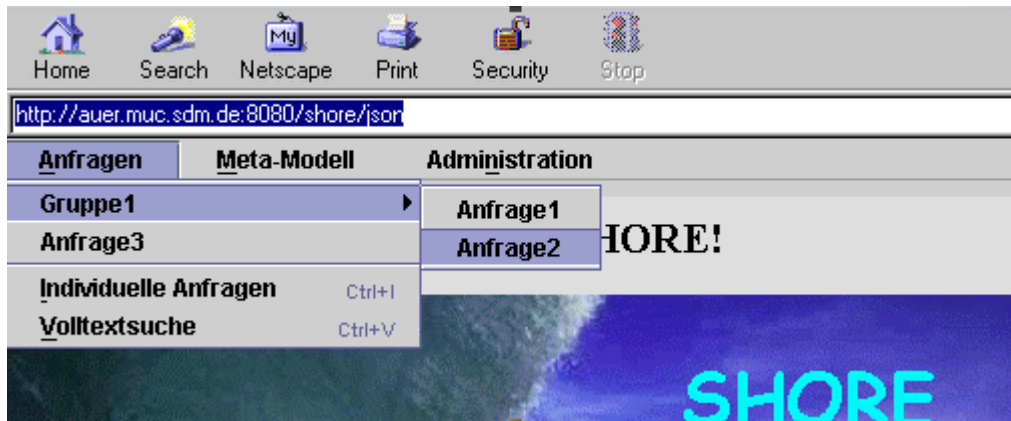 My
Home Search Netscape Print Security Stop
http://auer.muc.sdm.de:8080/shore/json
Anfragen Meta-Modell Administration
Gruppe1 Anfrage1
Anfrage3 Anfrage2 HORE!
Individuelle Anfragen Ctrl+I
Volltextsuche Ctrl+V
SHORE